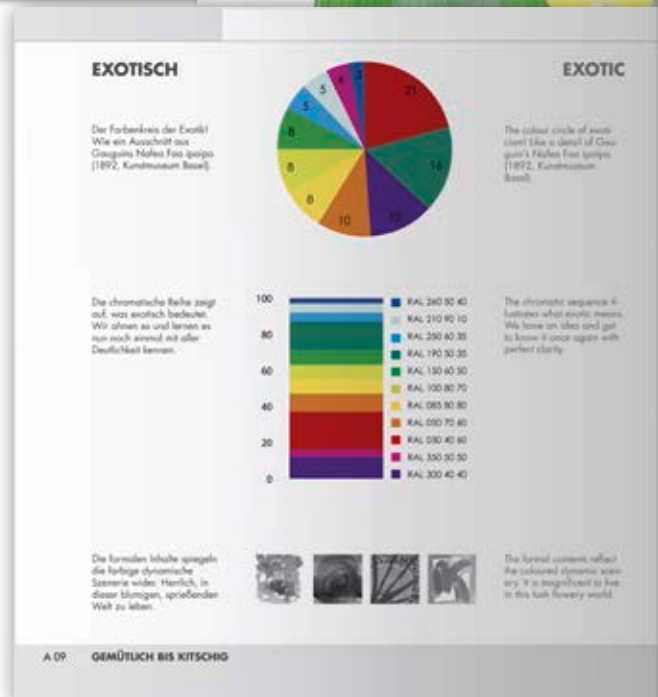 EXOTISCH
EXOTIC
Der Farbenkreis der Exotik!
Wie ein Ausschnitt aus
Gauguins Nafea Faa ipoipo
(1892, Kunstmuseum Basel).
21
16
12
10
8
8
8
5
5
4
3
The colour circle of exoti-
cism! Like a detail of Gau-
guin's Nafea Faa ipoipo
(1892, Kunstmuseum
Basel).
Die chromatische Reihe zeigt
auf, was exotisch bedeutet.
Wir ahnen es und lernen es
nun noch einmal mit aller
Deutlichkeit kennen.
100
80
60
40
20
0
RAL 260 50 40
RAL 210 90 10
RAL 250 60 35
RAL 190 50 35
RAL 150 60 50
RAL 100 80 70
RAL 085 80 80
RAL 050 70 60
RAL 030 40 60
RAL 350 50 50
RAL 300 40 40
The chromatic sequence il-
lustrates what exotic means.
We have an idea and get
to know it once again with
perfect clarity.
Die formalen Inhalte spiegeln
die farbige dynamische
Szenerie wider. Herrlich, in
dieser blumigen, sprießenden
Welt zu leben.
The formal contents reflect
the coloured dynamic scen-
ery. It is magnificent to live
in this lush flowery world.
A 09 GEMÜTLICH BIS KITSCHIG